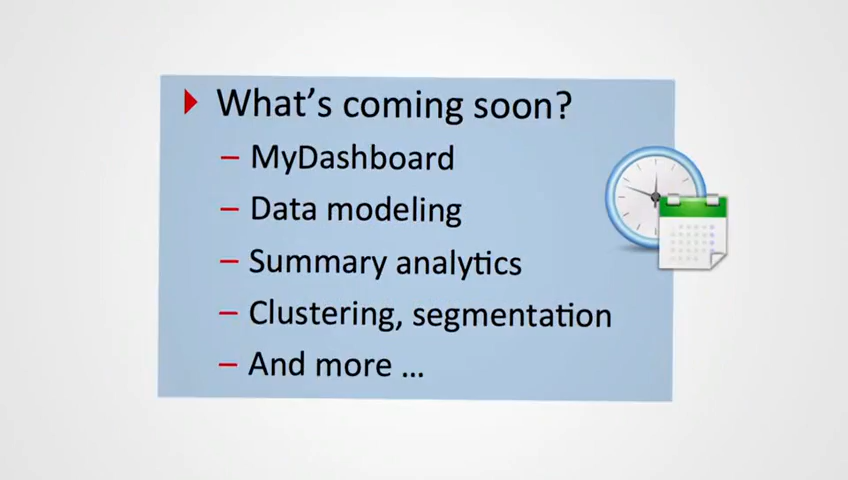 What's coming soon?
– MyDashboard
– Data modeling
– Summary analytics
– Clustering, segmentation
– And more ...